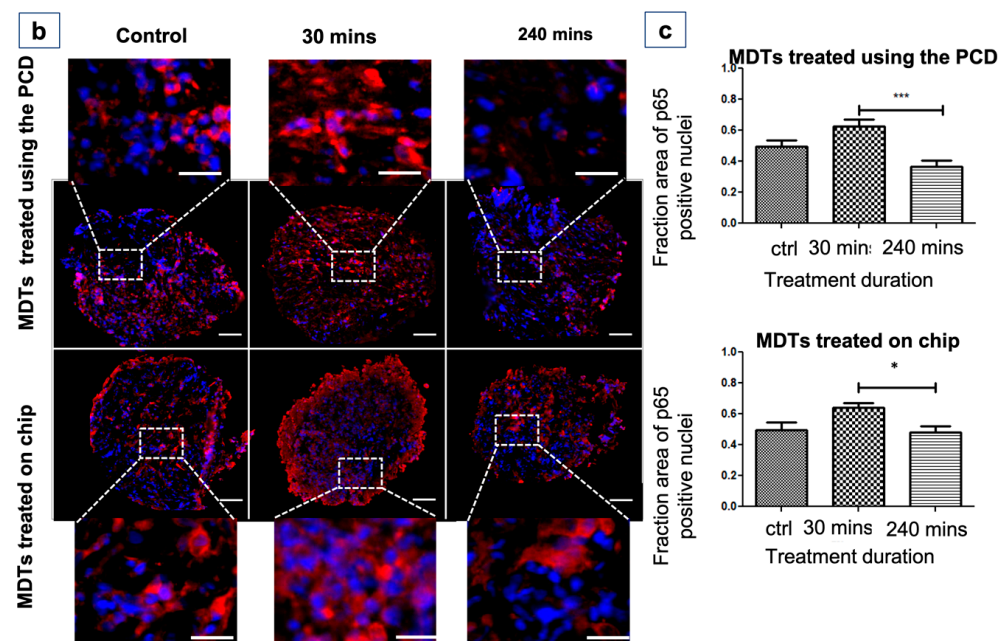 b
Control
30 mins
240 mins
MDTs treated using the PCD
MDTs treated on chip
c
MDTs treated using the PCD
Fraction area of p65
positive nuclei
1.0
0.8
0.6
0.4
0.2
0.0
***
ctrl
30 mins
240 mins
Treatment duration
MDTs treated on chip
Fraction area of p65
positive nuclei
1.0
0.8
0.6
0.4
0.2
0.0
*
ctrl
30 mins
240 mins
Treatment duration